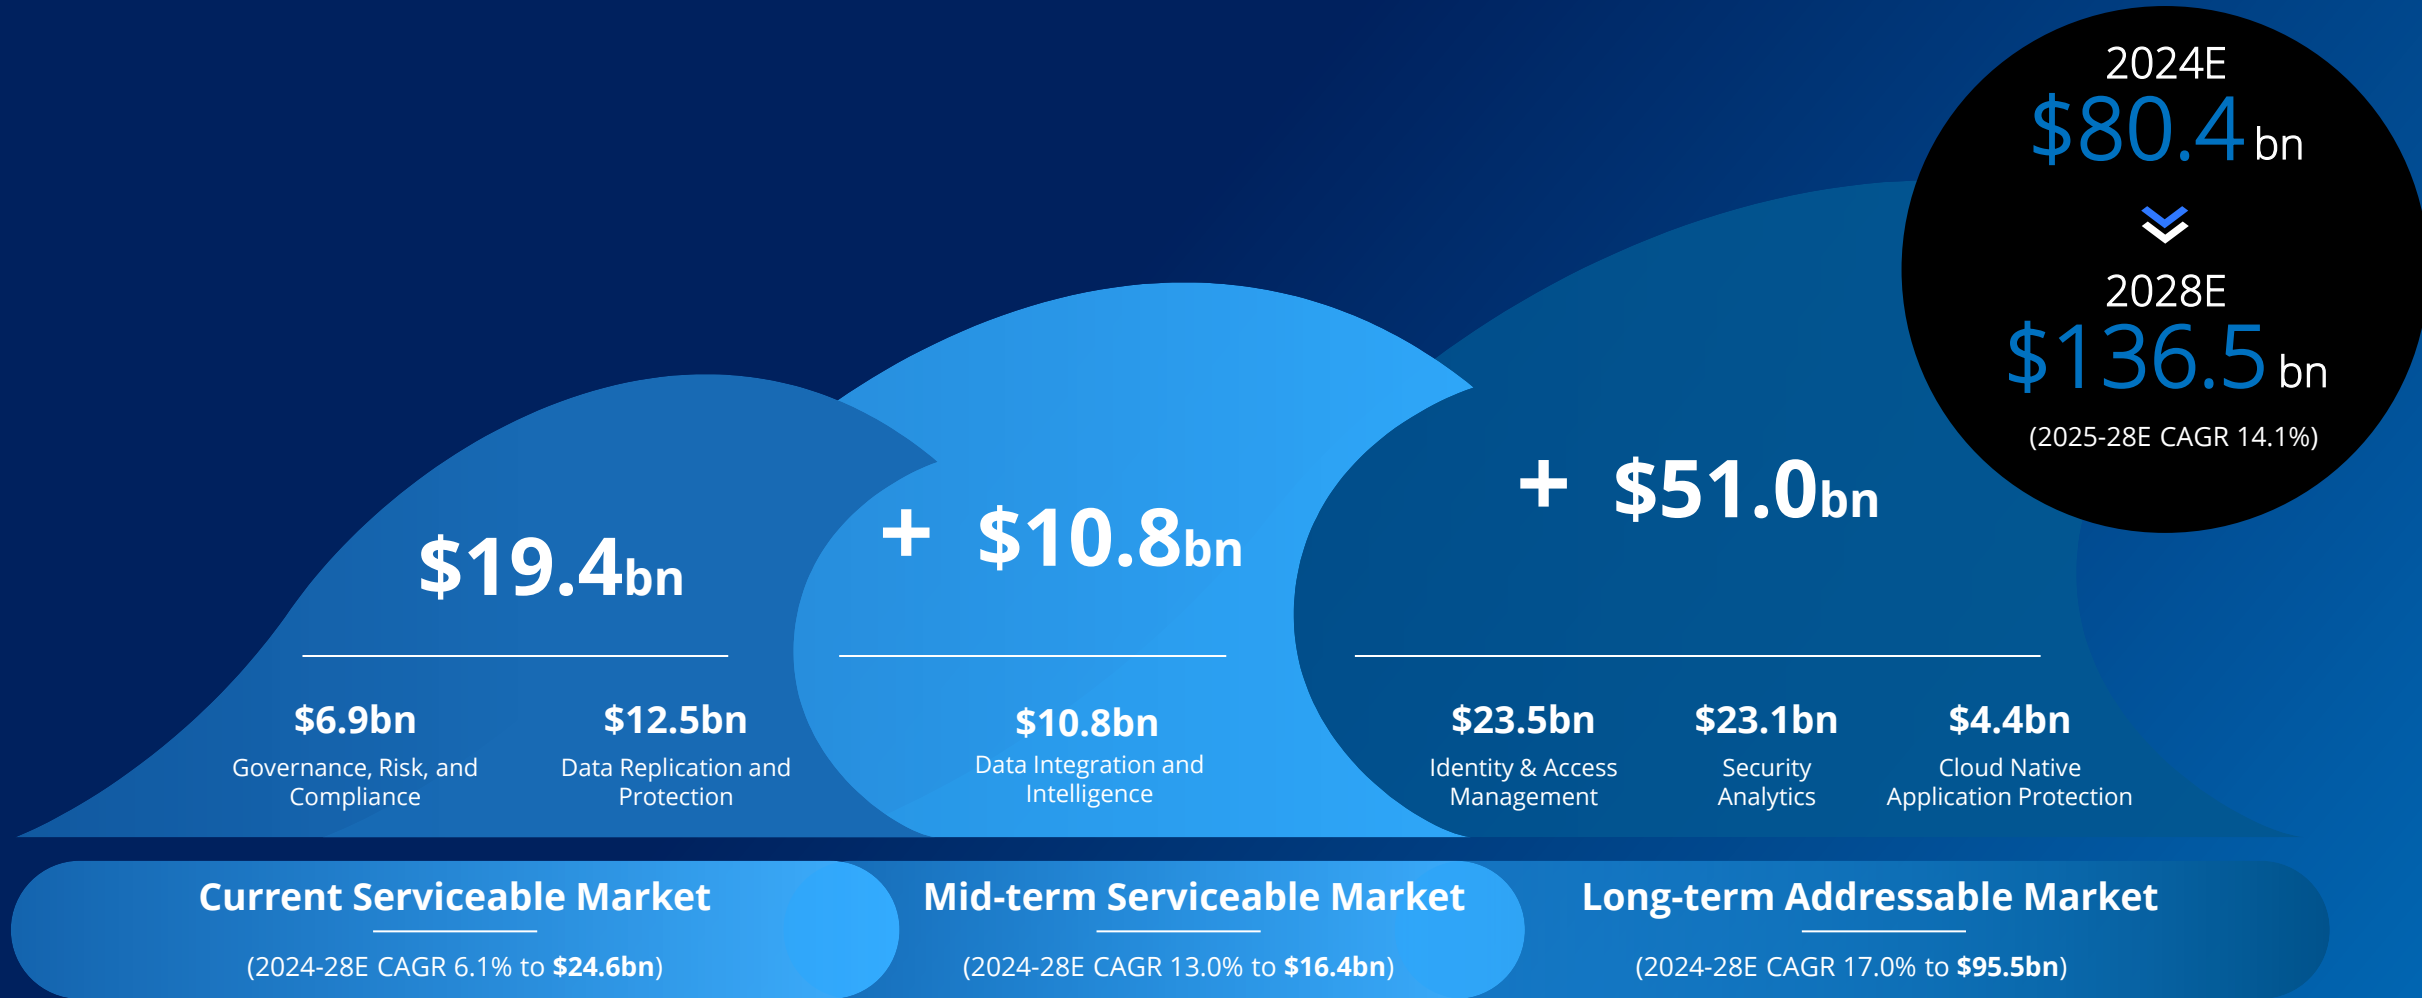 2024E
$80.4 bn
2028E
$136.5 bn
(2025-28E CAGR 14.1%)
$19.4bn
+ $10.8bn
+ $51.0bn
$6.9bn
Governance, Risk, and
Compliance
$12.5bn
Data Replication and
Protection
$10.8bn
Data Integration and
Intelligence
$23.5bn
Identity & Access
Management
$23.1bn
Security
Analytics
$4.4bn
Cloud Native
Application Protection
Current Serviceable Market
(2024-28E CAGR 6.1% to $24.6bn)
Mid-term Serviceable Market
(2024-28E CAGR 13.0% to $16.4bn)
Long-term Addressable Market
(2024-28E CAGR 17.0% to $95.5bn)